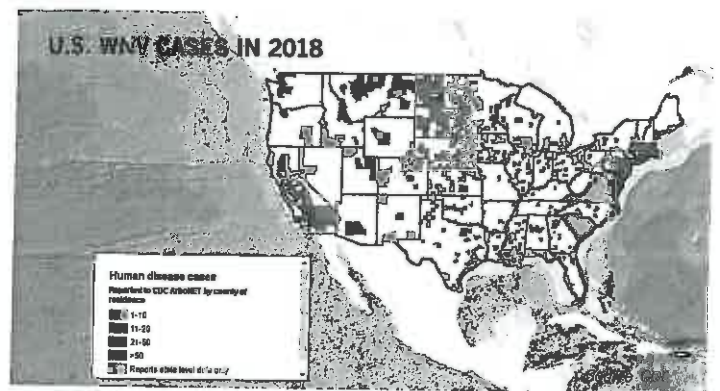 U.S. WNV CASES IN 2018
Human disease cases
Reported to CDC ArboNET by county of
residence
1-10
11-20
21-50
>50
Reports state level data only